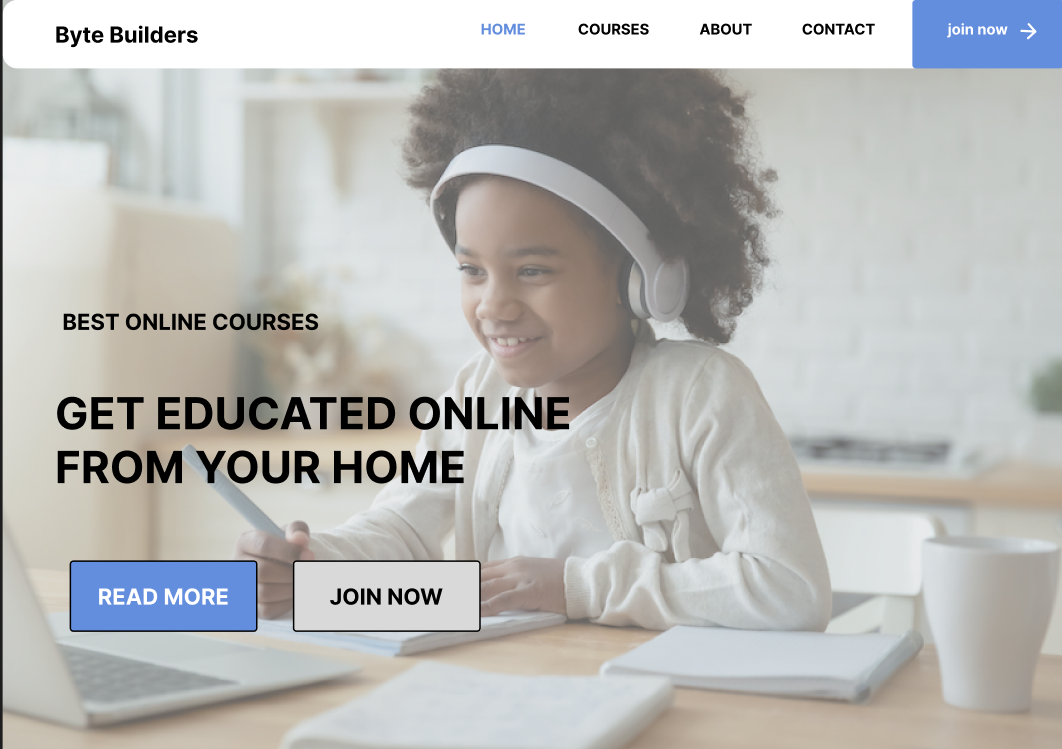 Byte Builders
HOME COURSES ABOUT CONTACT join now
BEST ONLINE COURSES
GET EDUCATED ONLINE
FROM YOUR HOME
READ MORE JOIN NOW